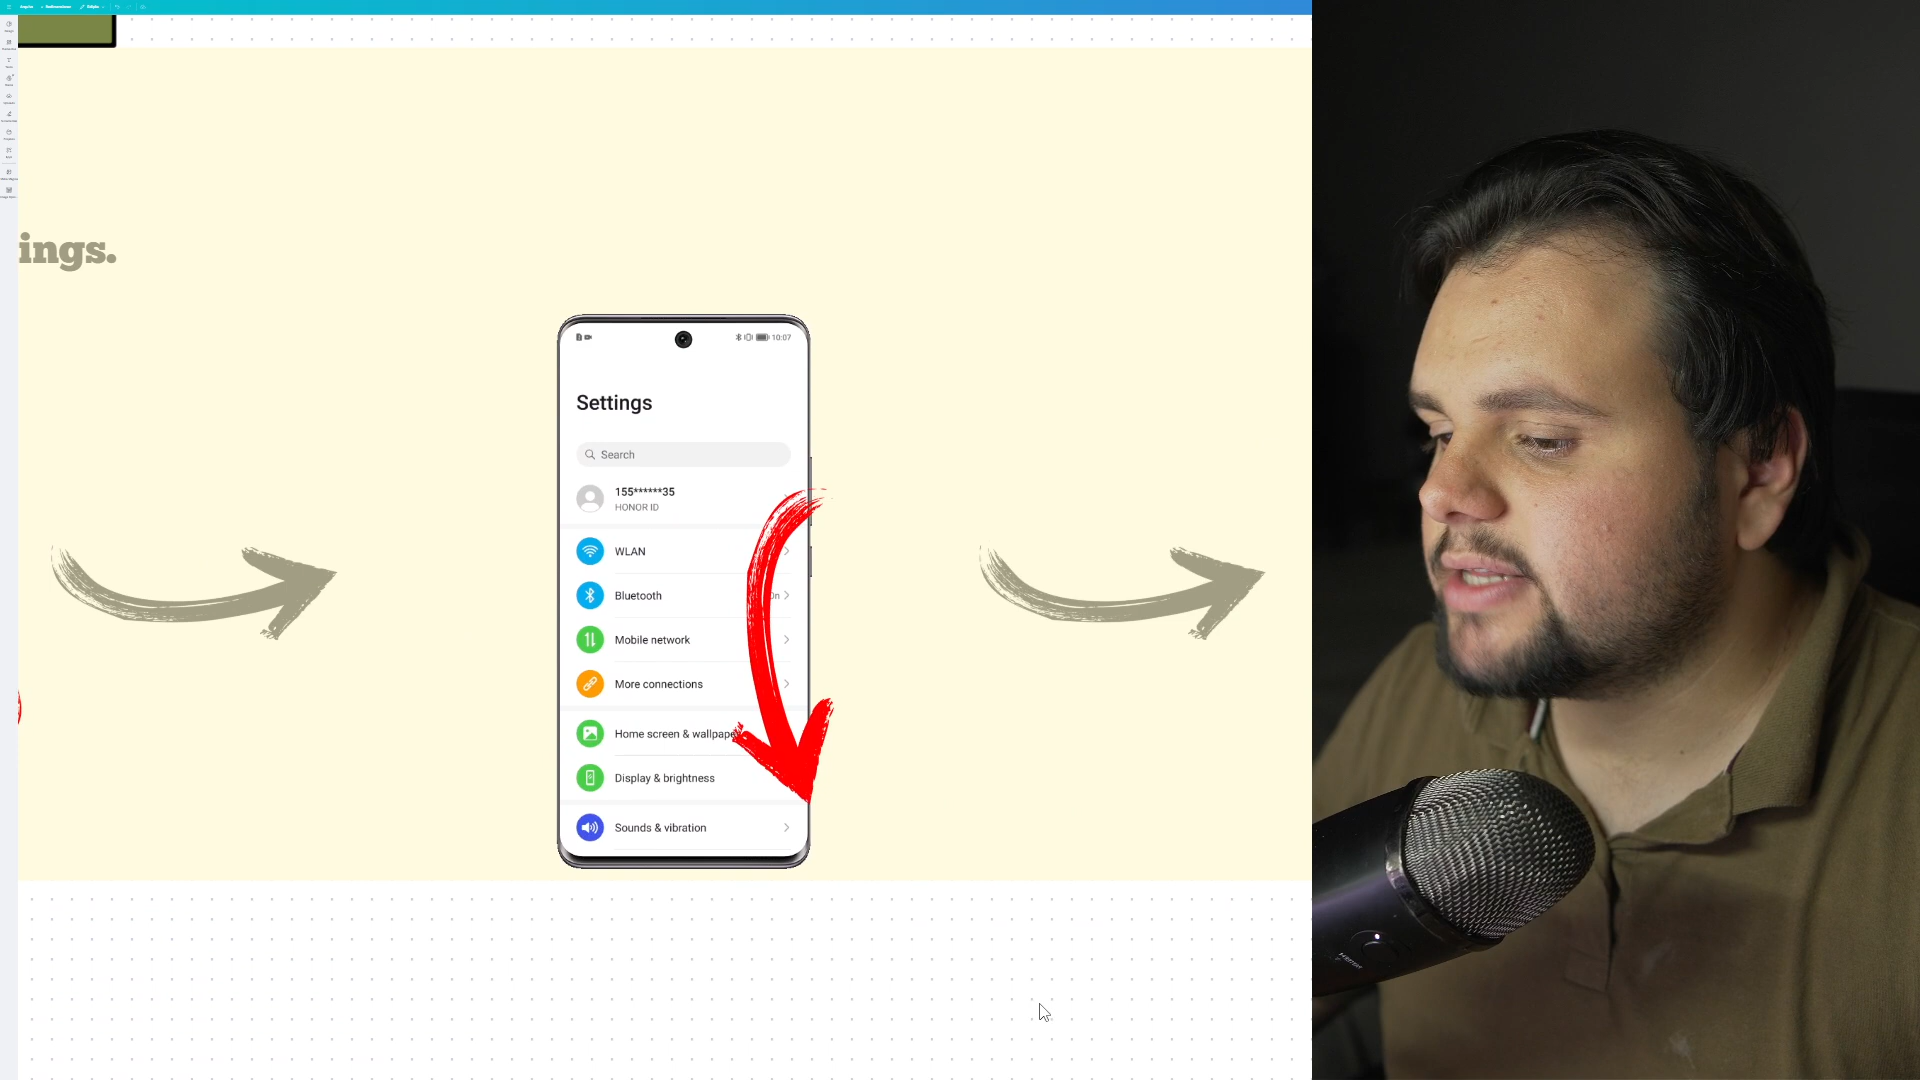 ings.
10:07
Settings
Search
155******35
HONOR ID
WLAN
Bluetooth
On
Mobile network
More connections
Home screen & wallpape
Display & brightness
Sounds & vibration